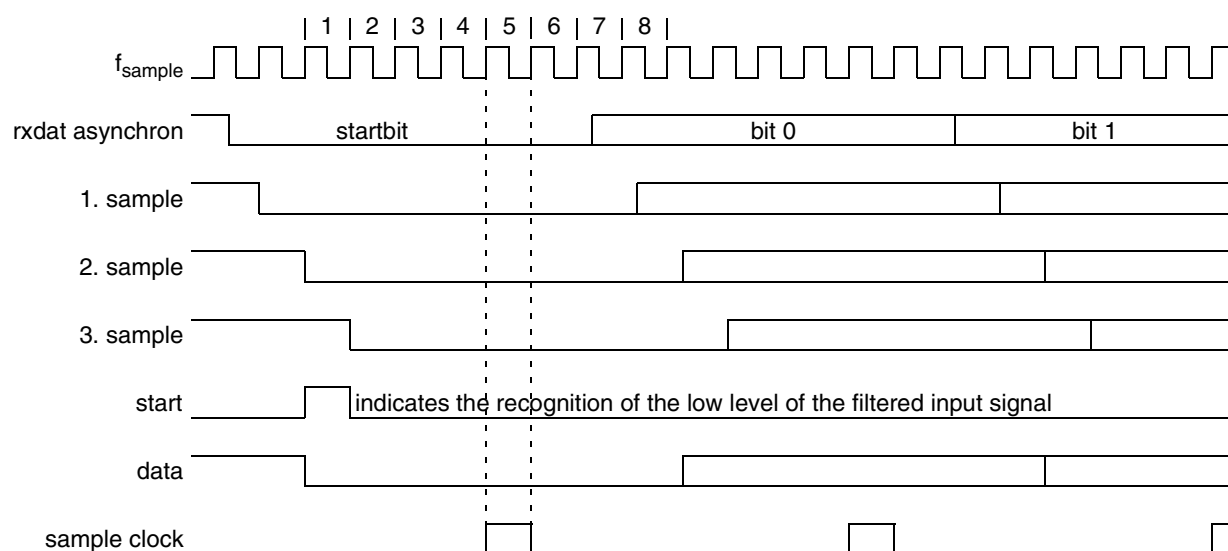 | 1 | 2 | 3 | 4 | 5 | 6 | 7 | 8 |
fsample
rxdat asynchron startbit bit 0 bit 1
1. sample
2. sample
3. sample
start indicates the recognition of the low level of the filtered input signal
data
sample clock